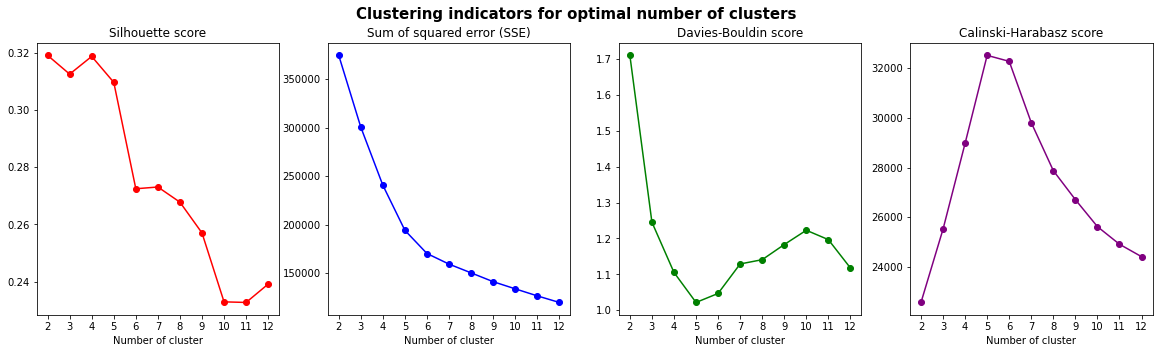 Clustering indicators for optimal number of clusters
Silhouette score
0.32
0.30
0.28
0.26
0.24
2 3 4 5 6 7 8 9 10 11 12
Number of cluster
Sum of squared error (SSE)
350000
300000
250000
200000
150000
2 3 4 5 6 7 8 9 10 11 12
Number of cluster
Davies-Bouldin score
1.7
1.6
1.5
1.4
1.3
1.2
1.1
1.0
2 3 4 5 6 7 8 9 10 11 12
Number of cluster
Calinski-Harabasz score
32000
30000
28000
26000
24000
2 3 4 5 6 7 8 9 10 11 12
Number of cluster